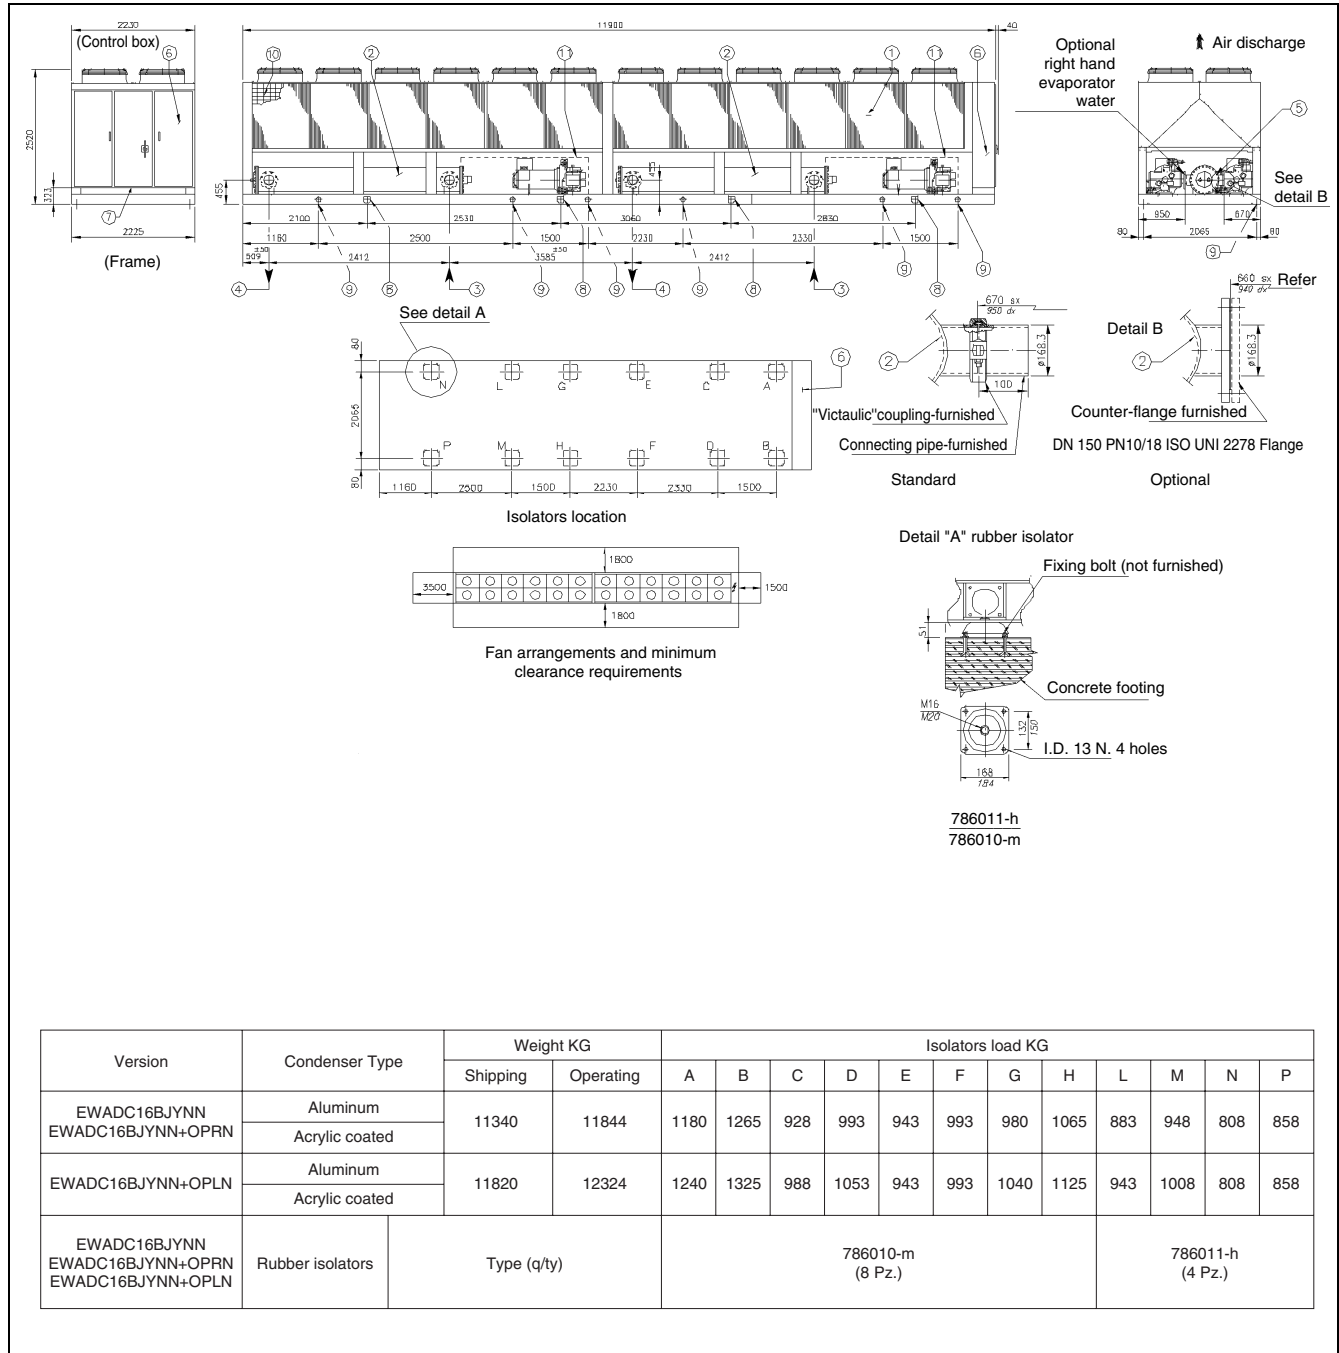 2230
(Control box)
6
2520
323
7
2225
(Frame)
11900
40
10
2
11
2
1
11
6
455
455
2100
2530
3060
2830
1160
2500
1500
2230
2330
1500
±50
509
2412
±50
3585
2412
4
9
8
3
9
8
9
4
9
8
3
9
8
9
Optional
right hand
evaporator
water
Air discharge
5
See
detail B
950
670
80
2065
80
9
See detail A
80
2065
80
N
L
G
E
C
A
6
P
M
H
F
D
B
1160
2500
1500
2230
2330
1500
Isolators location
670 sx
950 dx
2
ø168.3
100
"Victaulic"coupling-furnished
Connecting pipe-furnished
Standard
660 sx Refer
940 dx
Detail B
2
ø168.3
Counter-flange furnished
DN 150 PN10/18 ISO UNI 2278 Flange
Optional
1800
3500
1500
1800
Fan arrangements and minimum
clearance requirements
Detail "A" rubber isolator
Fixing bolt (not furnished)
51
Concrete footing
M16
M20
132
150
I.D. 13 N. 4 holes
168
184
786011-h
786010-m
Version Condenser Type Weight KG Isolators load KG
Shipping Operating A B C D E F G H L M N P
EWADC16BJYNN
EWADC16BJYNN+OPRN
Aluminum
Acrylic coated
11340 11844 1180 1265 928 993 943 993 980 1065 883 948 808 858
EWADC16BJYNN+OPLN
Aluminum
Acrylic coated
11820 12324 1240 1325 988 1053 943 993 1040 1125 943 1008 808 858
EWADC16BJYNN
EWADC16BJYNN+OPRN
EWADC16BJYNN+OPLN
Rubber isolators Type (q/ty)
786010-m
(8 Pz.)
786011-h
(4 Pz.)